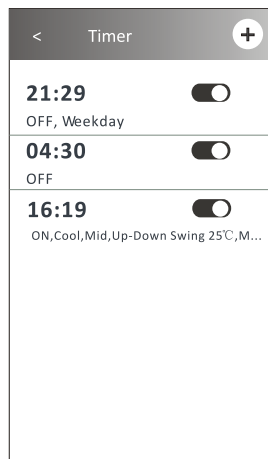 < Timer +
21:29
OFF, Weekday
04:30
OFF
16:19
ON,Cool,Mid,Up-Down Swing 25℃,M...